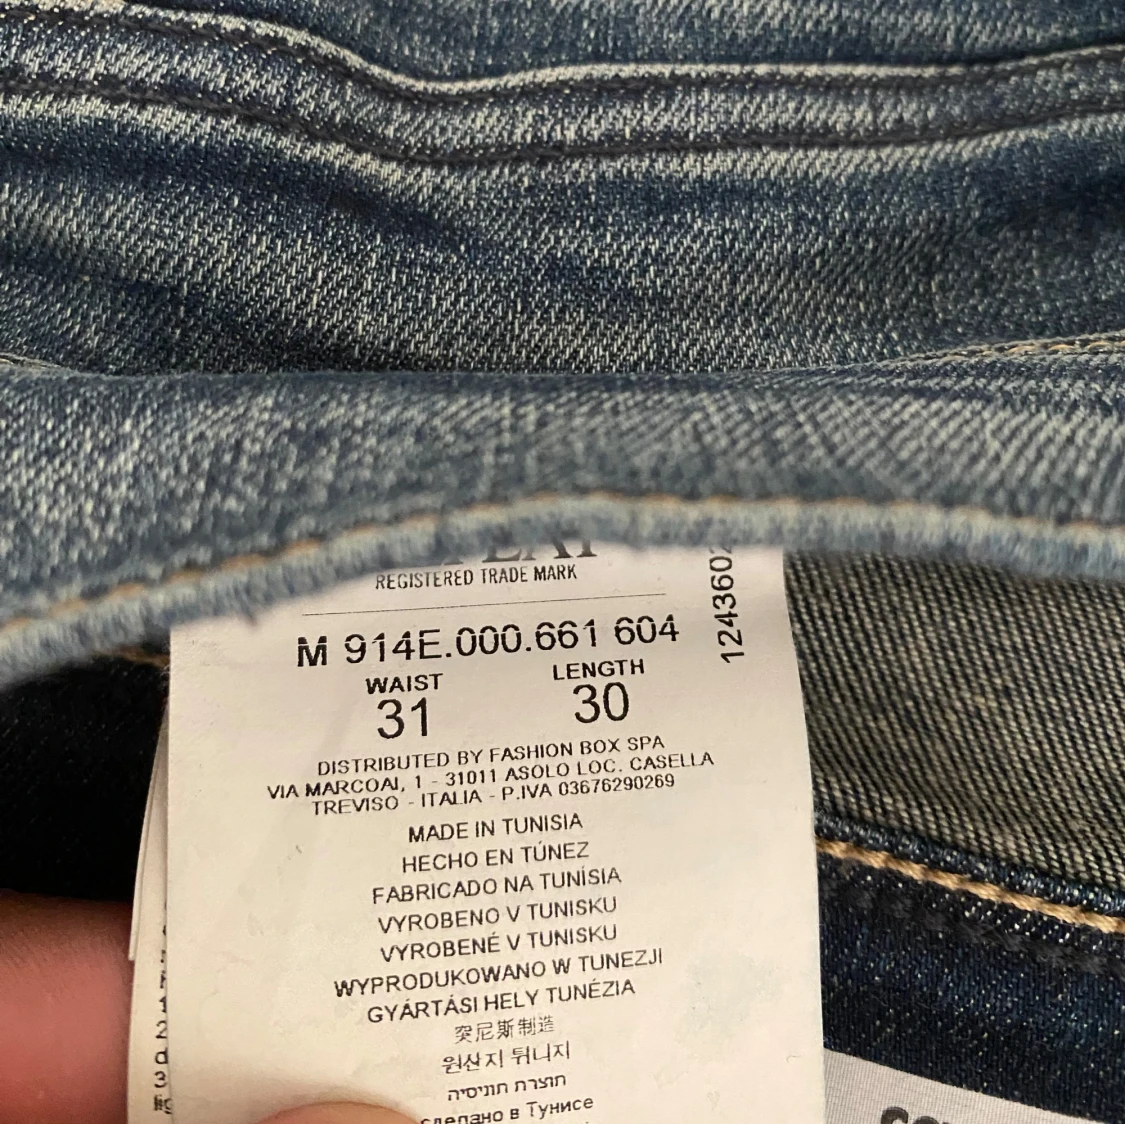 REGISTERED TRADE MARK
M 914E.000.661 604
WAIST LENGTH
31 30
DISTRIBUTED BY FASHION BOX SPA
VIA MARCOAI, 1 - 31011 ASOLO LOC. CASELLA
TREVISO - ITALIA - P.IVA 03676290269
MADE IN TUNISIA
HECHO EN TÚNEZ
FABRICADO NA TUNÍSIA
VYROBENO V TUNISKU
VYROBENÉ V TUNISKU
WYPRODUKOWANO W TUNEZJI
GYÁRTÁSI HELY TUNÉZIA
突尼斯制造
원산지 튀니지
תוצרת תוניסיה
сделано в Тунисе